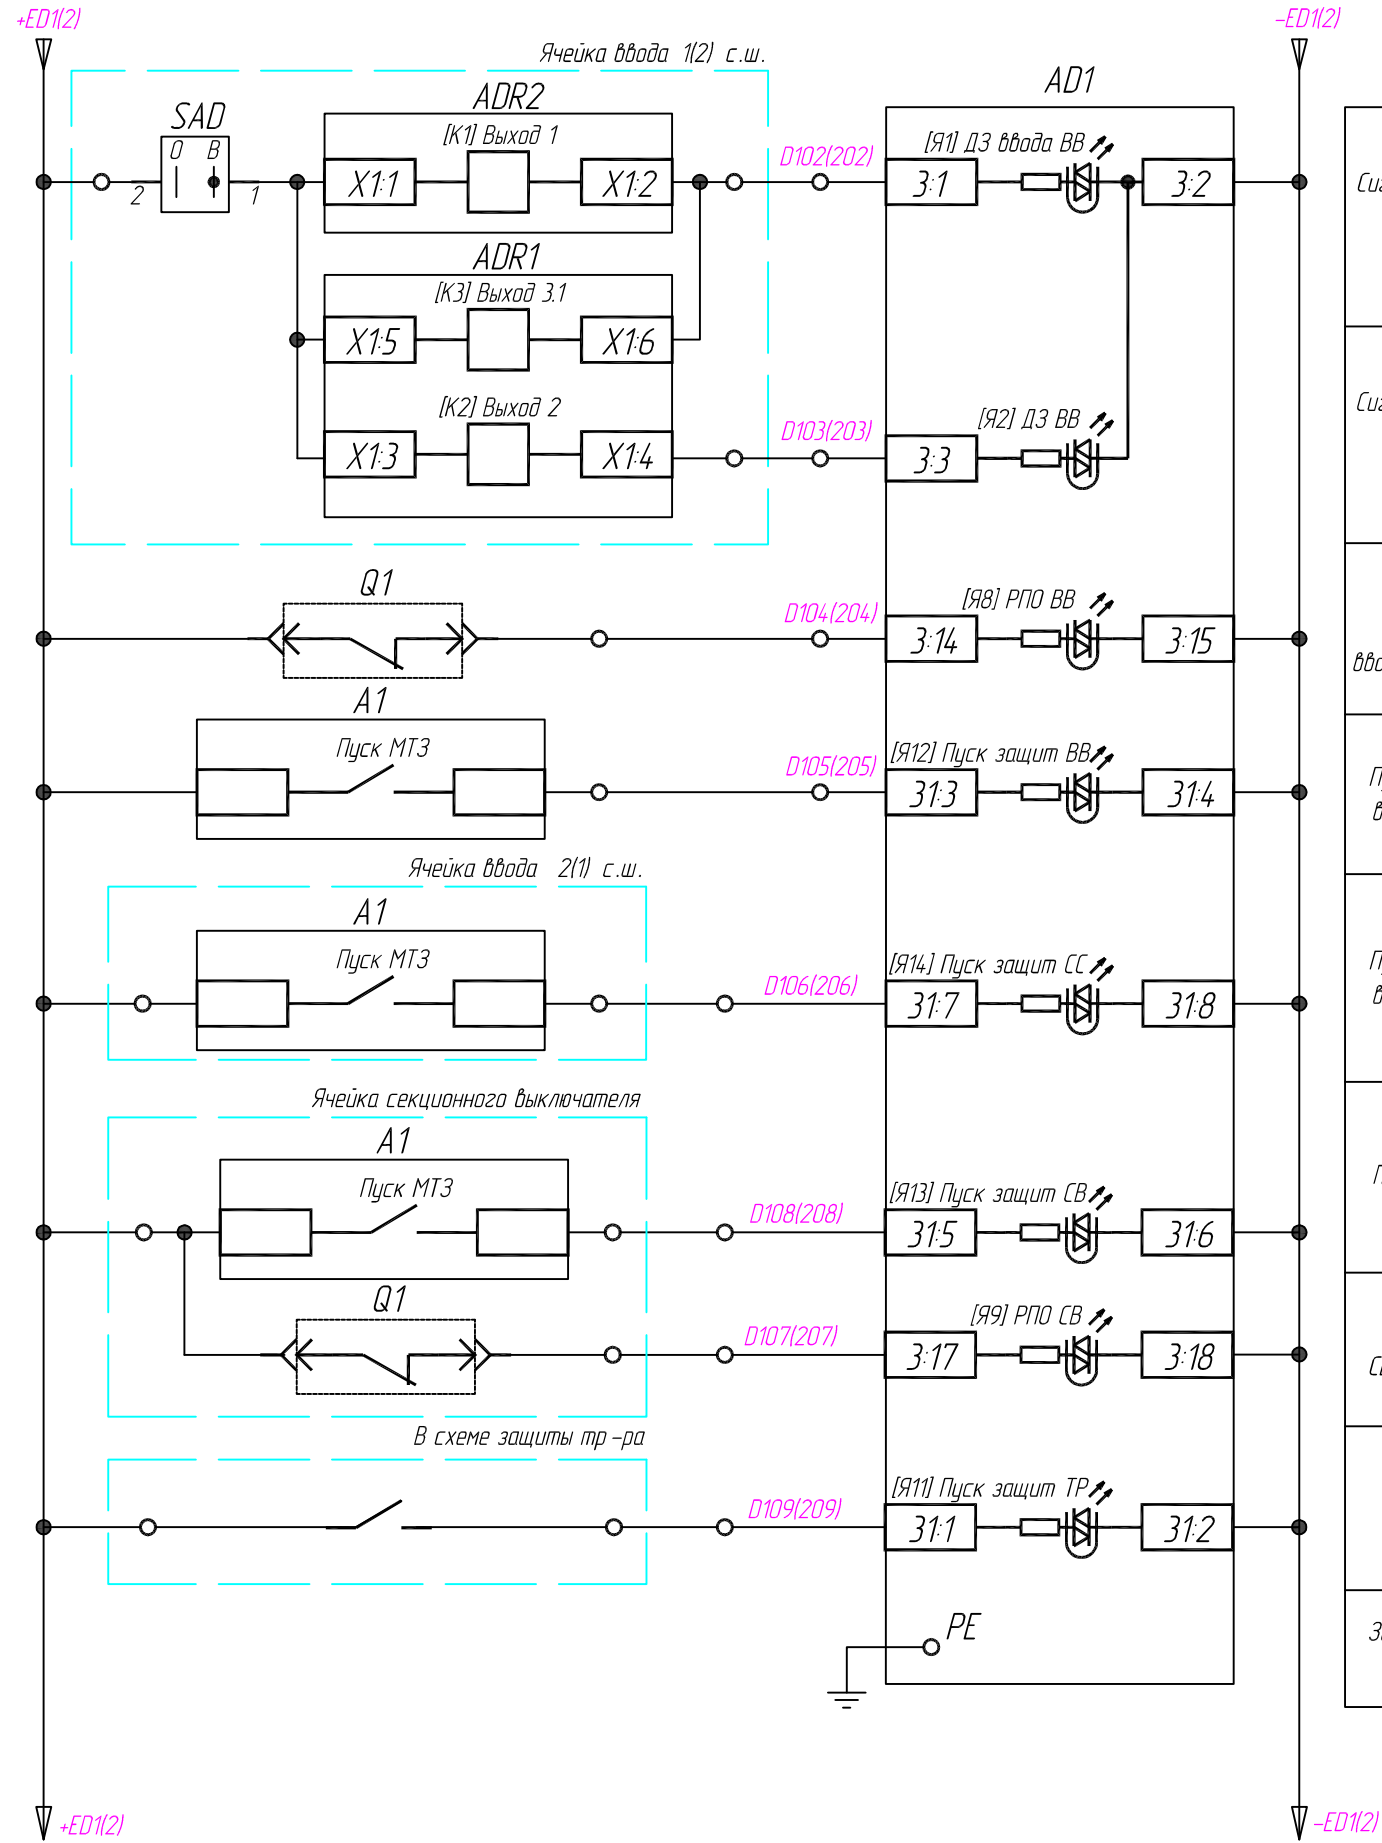 +ED1(2)
-ED1(2)
Ячейка ввода 1(2) с.ш.
AD1
SAD
0 В
2
1
ADR2
[К1] Выход 1
X1:1
X1:2
D102(202)
[Я1] ДЗ ввода ВВ
3:1
3:2
ADR1
[К3] Выход 3.1
X1:5
X1:6
[К2] Выход 2
X1:3
X1:4
D103(203)
[Я2] ДЗ ВВ
3:3
Q1
D104(204)
[Я8] РПО ВВ
3:14
3:15
A1
Пуск МТЗ
D105(205)
[Я12] Пуск защит ВВ
31:3
31:4
Ячейка ввода 2(1) с.ш.
A1
Пуск МТЗ
D106(206)
[Я14] Пуск защит СС
31:7
31:8
Ячейка секционного выключателя
A1
Пуск МТЗ
D108(208)
[Я13] Пуск защит СВ
31:5
31:6
Q1
D107(207)
[Я9] РПО СВ
3:17
3:18
В схеме защиты тр-ра
D109(209)
[Я11] Пуск защит ТР
31:1
31:2
PE
+ED1(2)
-ED1(2)